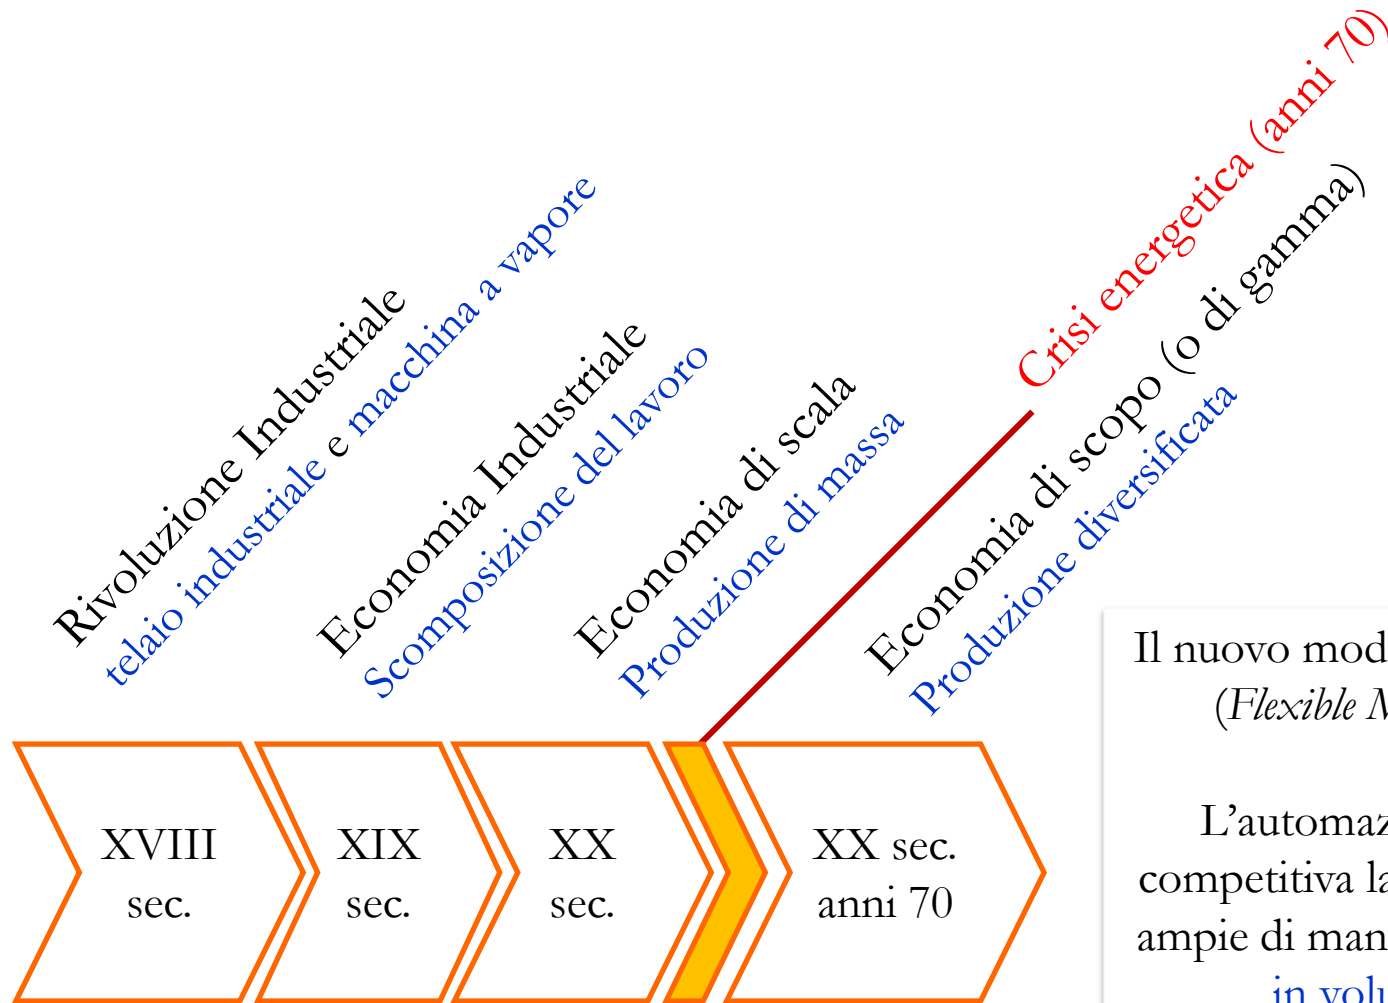 Rivoluzione Industriale
telaio industriale e macchina a vapore
Economia Industriale
Scomposizione del lavoro
Economia di scala
Produzione di massa
Crisi energetica (anni 70)
Economia di scopo (o di gamma)
Produzione diversificata
XVIII
sec.
XIX
sec.
XX
sec.
XX sec.
anni 70
Il nuovo mod
(Flexible M
L’automaz
competitiva la
ampie di man
in volu